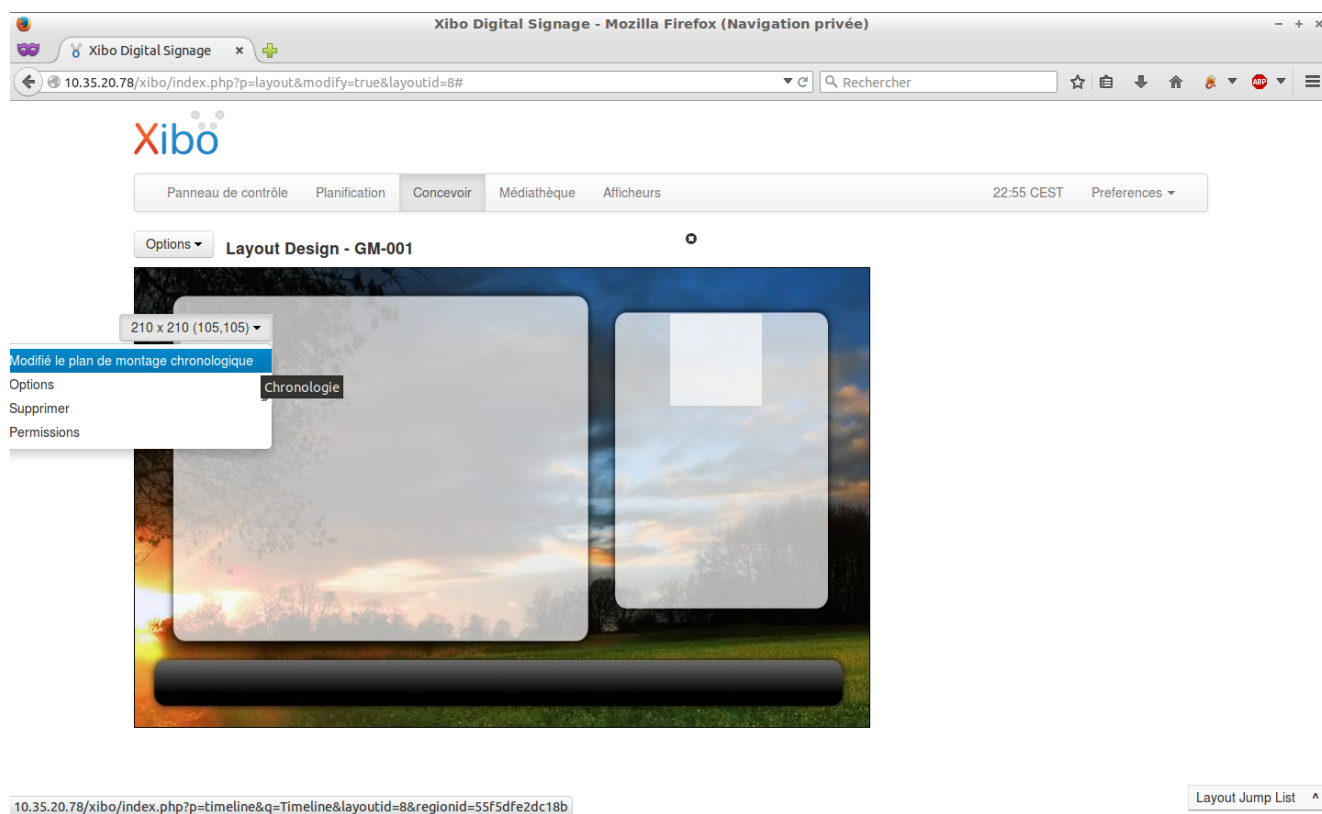 Xibo Digital Signage - Mozilla Firefox (Navigation privée)
Xibo Digital Signage
10.35.20.78/xibo/index.php?p=layout&modify=true&layoutid=8#
Rechercher
ABP
Xibo
Panneau de contrôle Planification Concevoir Médiathèque Afficheurs 22:55 CEST Preferences
Options Layout Design - GM-001
210 x 210 (105,105)
Modifié le plan de montage chronologique
Options
Chronologie
Supprimer
Permissions
Layout Jump List
10.35.20.78/xibo/index.php?p=timeline&q=Timeline&layoutid=8&regionid=55f5dfe2dc18b